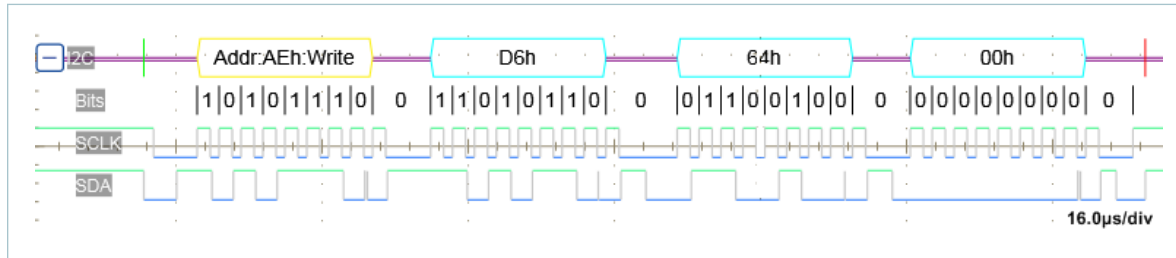 I2C Addr:AEh:Write D6h 64h 00h
Bits 1 0 1 0 1 1 1 0 0 1 1 0 1 0 1 1 0 0 0 1 1 0 0 1 0 0 0 0 0 0 0 0 0 0 0 0 0
SCLK
SDA
16.0µs/div